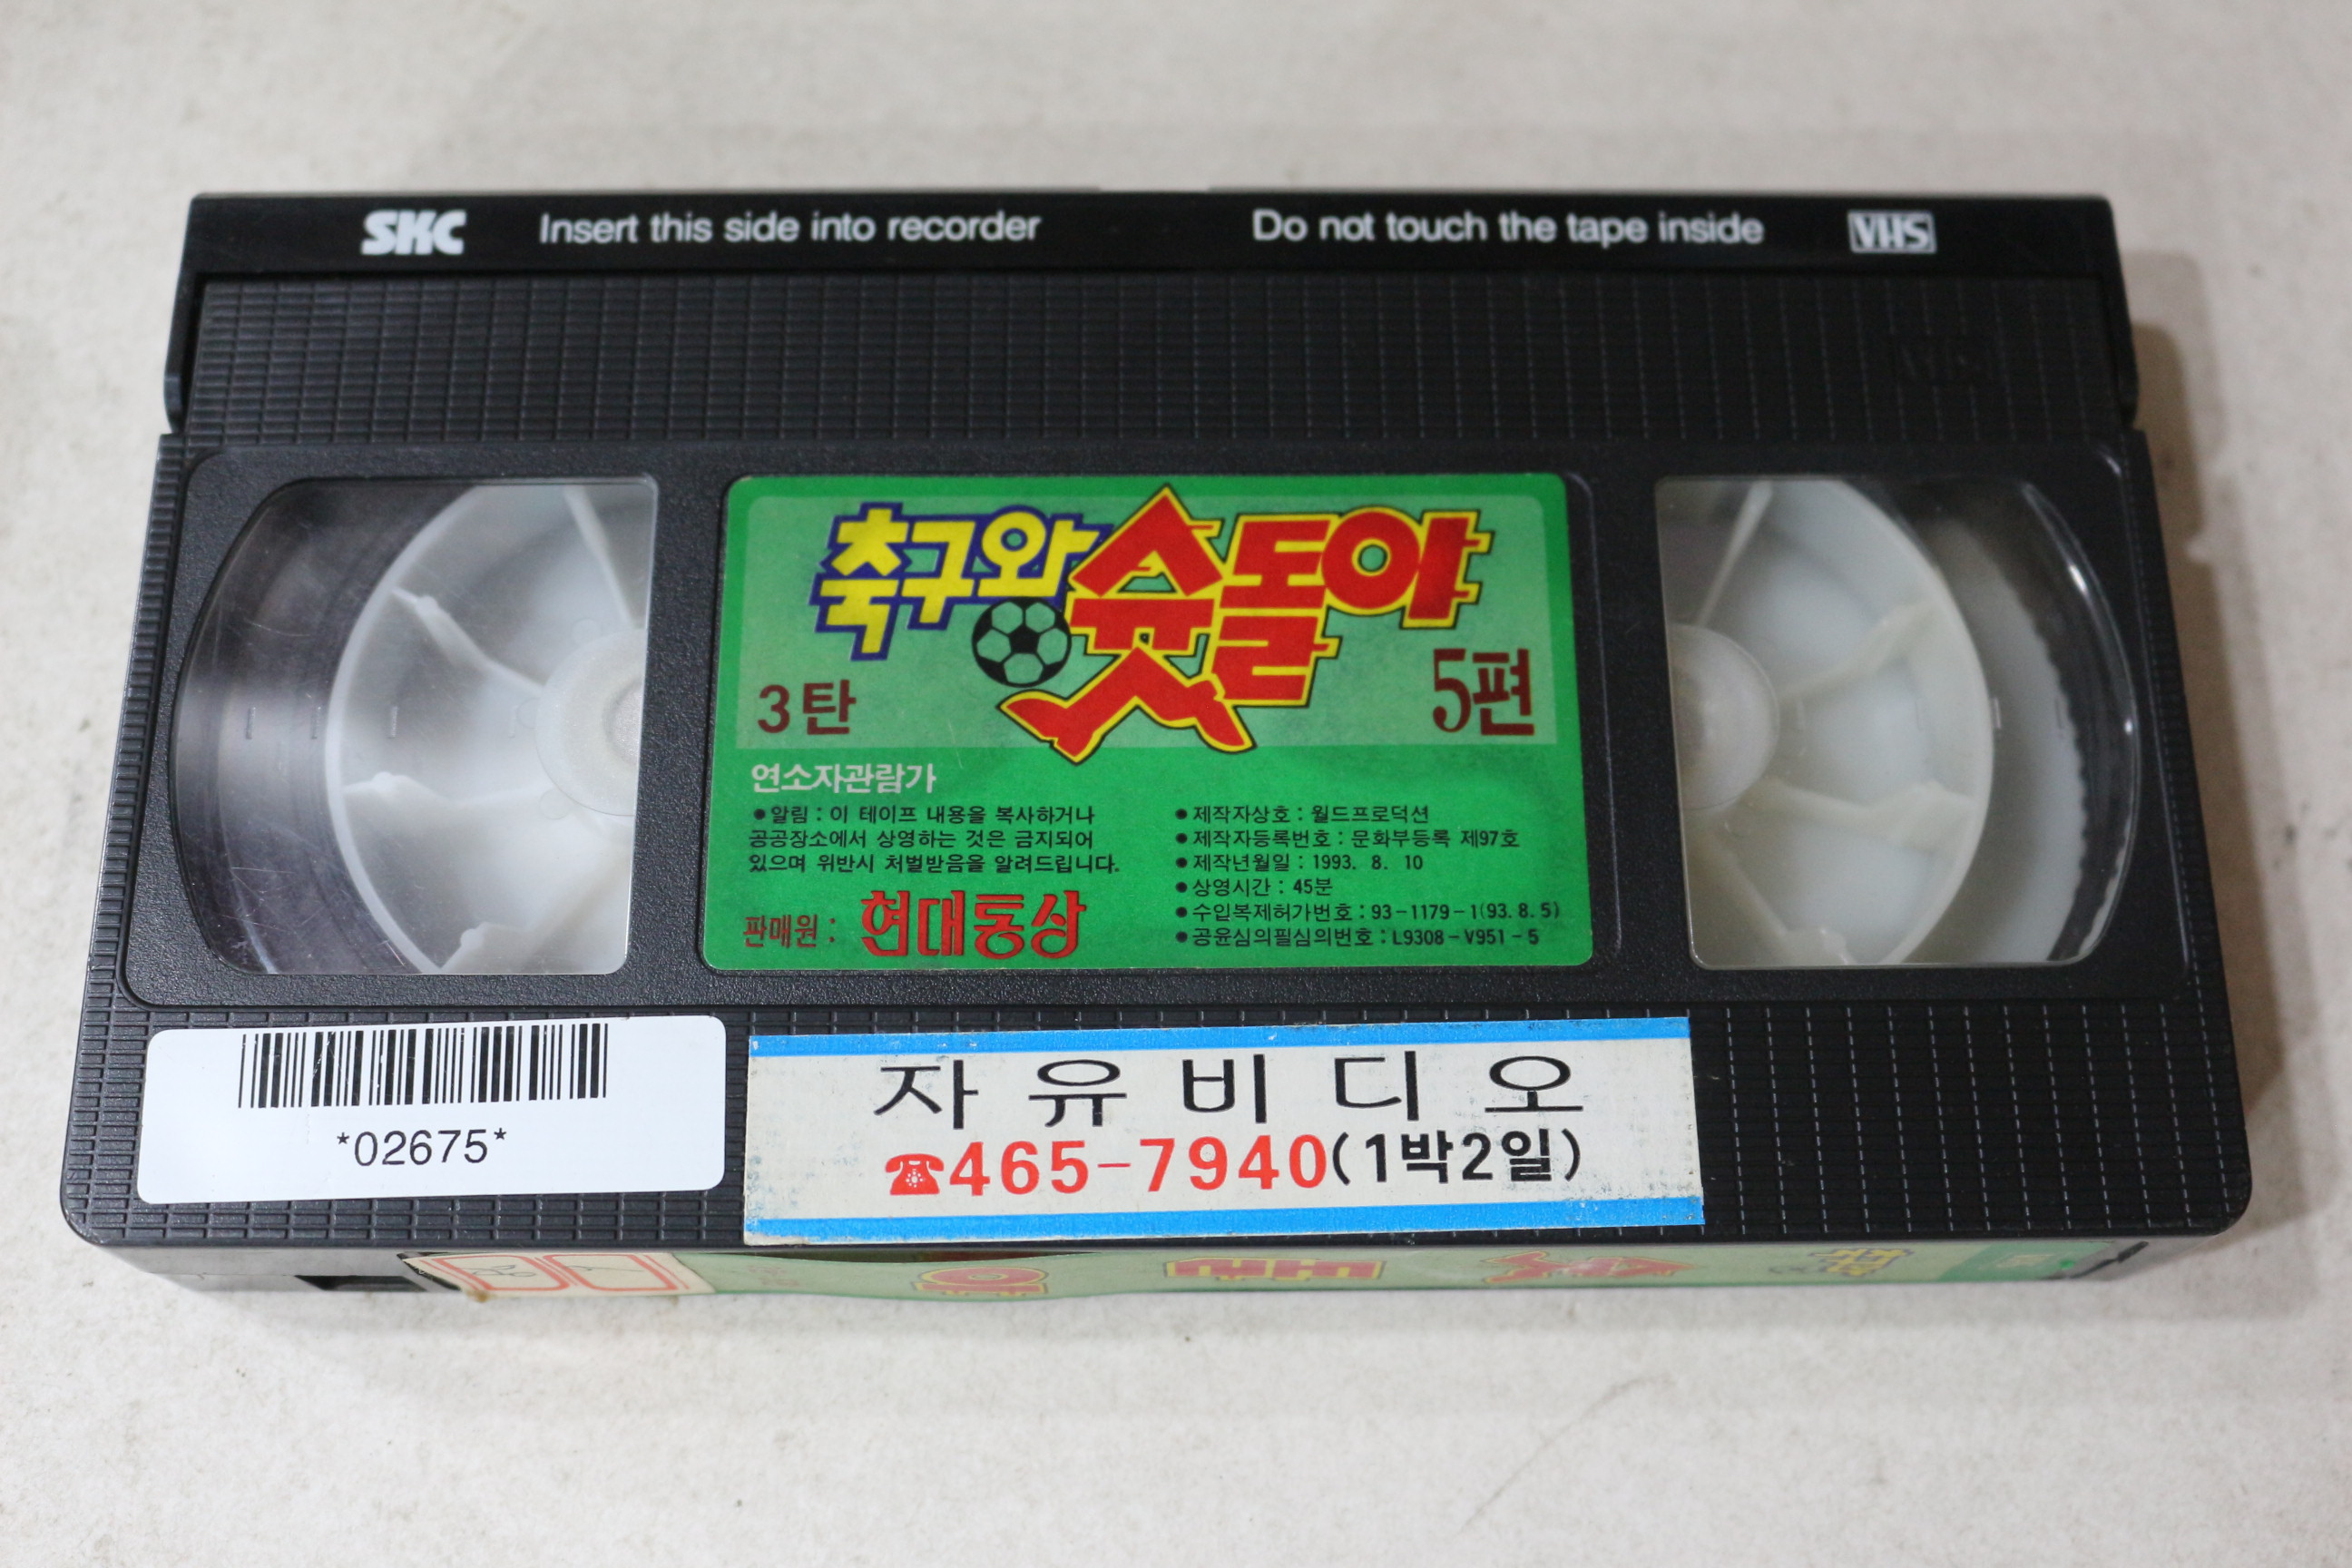 SKC Insert this side into recorder Do not touch the tape inside VHS
축구와 슛돌아
3탄 5편
연소자관람가
●알림 : 이 테이프 내용을 복사하거나
공공장소에서 상영하는 것은 금지되어
있으며 위반시 처벌받음을 알려드립니다.
판매원 : 현대통상
●제작자상호 : 월드프로덕션
●제작자등록번호 : 문화부등록 제97호
●제작년월일 : 1993. 8. 10
●상영시간 : 45분
●수입복제허가번호 : 93-1179-1(93. 8. 5)
●공윤심의필심의번호 : L9308-V951-5
*02675*
자유비디오
☎465-7940(1박2일)